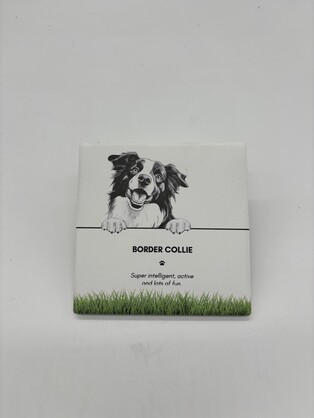 BORDER COLLIE
Super intelligent, active
and lots of fun.